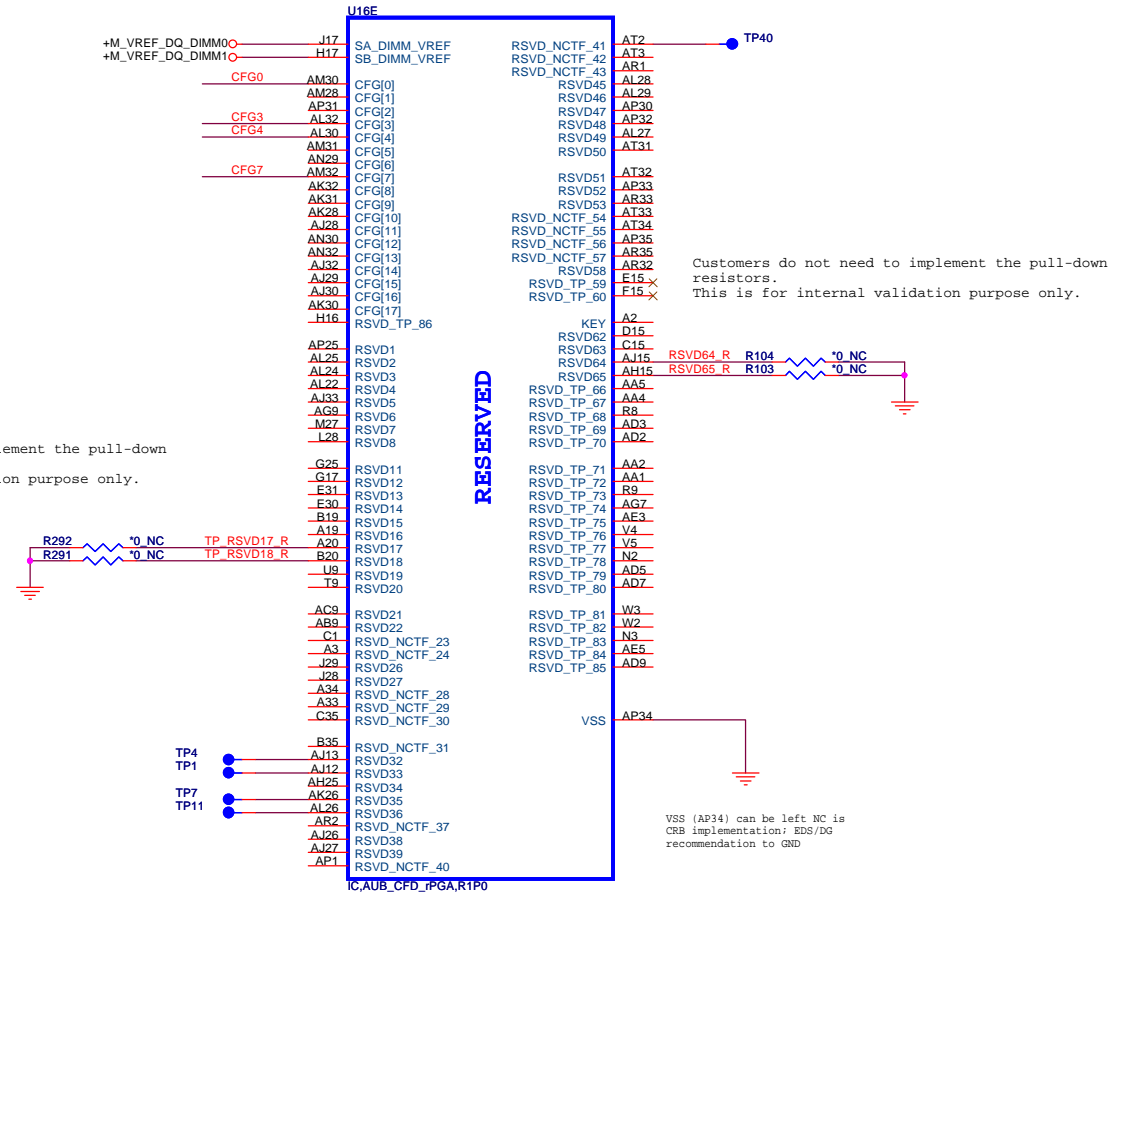 U16E
+M_VREF_DQ_DIMM0
+M_VREF_DQ_DIMM1
J17 SA_DIMM_VREF
H17 SB_DIMM_VREF
CFG0 AM30 CFG[0]
AM28 CFG[1]
AP31 CFG[2]
CFG3 AL32 CFG[3]
CFG4 AL30 CFG[4]
AM31 CFG[5]
AN29 CFG[6]
CFG7 AM32 CFG[7]
AK32 CFG[8]
AK31 CFG[9]
AK28 CFG[10]
AJ28 CFG[11]
AN30 CFG[12]
AN32 CFG[13]
AJ32 CFG[14]
AJ29 CFG[15]
AJ30 CFG[16]
AK30 CFG[17]
H16 RSVD_TP_86
AP25 RSVD1
AL25 RSVD2
AL24 RSVD3
AL22 RSVD4
AJ33 RSVD5
AG9 RSVD6
M27 RSVD7
L28 RSVD8
lement the pull-down
ion purpose only.
G25 RSVD11
G17 RSVD12
E31 RSVD13
E30 RSVD14
B19 RSVD15
A19 RSVD16
R292 *0_NC TP_RSVD17_R A20 RSVD17
R291 *0_NC TP_RSVD18_R B20 RSVD18
U9 RSVD19
T9 RSVD20
AC9 RSVD21
AB9 RSVD22
C1 RSVD_NCTF_23
A3 RSVD_NCTF_24
J29 RSVD26
J28 RSVD27
A34 RSVD_NCTF_28
A33 RSVD_NCTF_29
C35 RSVD_NCTF_30
B35 RSVD_NCTF_31
TP4 AJ13 RSVD32
TP1 AJ12 RSVD33
AH25 RSVD34
TP7 AK26 RSVD35
TP11 AL26 RSVD36
AR2 RSVD_NCTF_37
AJ26 RSVD38
AJ27 RSVD39
AP1 RSVD_NCTF_40
RESERVED
RSVD_NCTF_41 AT2 TP40
RSVD_NCTF_42 AT3
RSVD_NCTF_43 AR1
RSVD45 AL28
RSVD46 AL29
RSVD47 AP30
RSVD48 AP32
RSVD49 AL27
RSVD50 AT31
RSVD51 AT32
RSVD52 AP33
RSVD53 AR33
RSVD_NCTF_54 AT33
RSVD_NCTF_55 AT34
RSVD_NCTF_56 AP35
RSVD_NCTF_57 AR35
RSVD58 AR32
RSVD_TP_59 E15
RSVD_TP_60 F15
Customers do not need to implement the pull-down
resistors.
This is for internal validation purpose only.
KEY A2
RSVD62 D15
RSVD63 C15
RSVD64 AJ15 RSVD64_R R104 *0_NC
RSVD65 AH15 RSVD65_R R103 *0_NC
RSVD_TP_66 AA5
RSVD_TP_67 AA4
RSVD_TP_68 R8
RSVD_TP_69 AD3
RSVD_TP_70 AD2
RSVD_TP_71 AA2
RSVD_TP_72 AA1
RSVD_TP_73 R9
RSVD_TP_74 AG7
RSVD_TP_75 AE3
RSVD_TP_76 V4
RSVD_TP_77 V5
RSVD_TP_78 N2
RSVD_TP_79 AD5
RSVD_TP_80 AD7
RSVD_TP_81 W3
RSVD_TP_82 W2
RSVD_TP_83 N3
RSVD_TP_84 AE5
RSVD_TP_85 AD9
VSS AP34
VSS (AP34) can be left NC is
CRB implementation; EDS/DG
recommendation to GND
IC,AUB_CFD_rPGA,R1P0